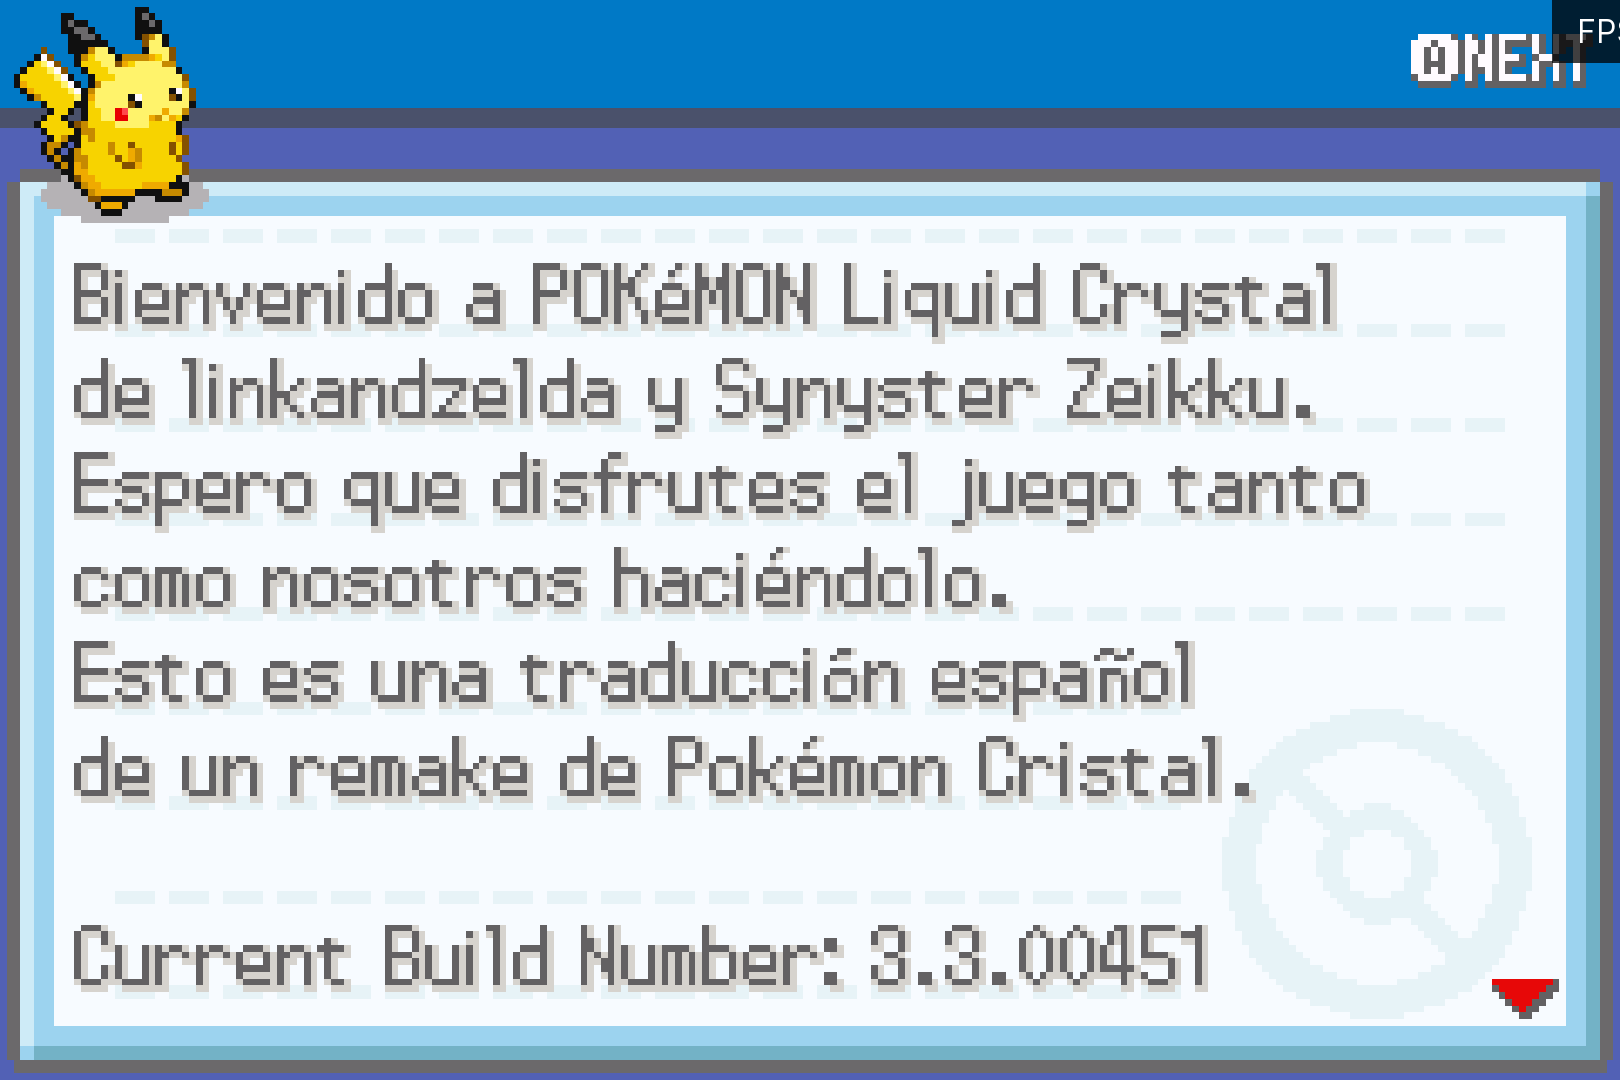 ⒶNEXT
FPS
Bienvenido a POKéMON Liquid Crystal
de linkandzelda y Synyster Zeikku.
Espero que disfrutes el juego tanto
como nosotros haciéndolo.
Esto es una traducción español
de un remake de Pokémon Cristal.
Current Build Number: 3.3.00451